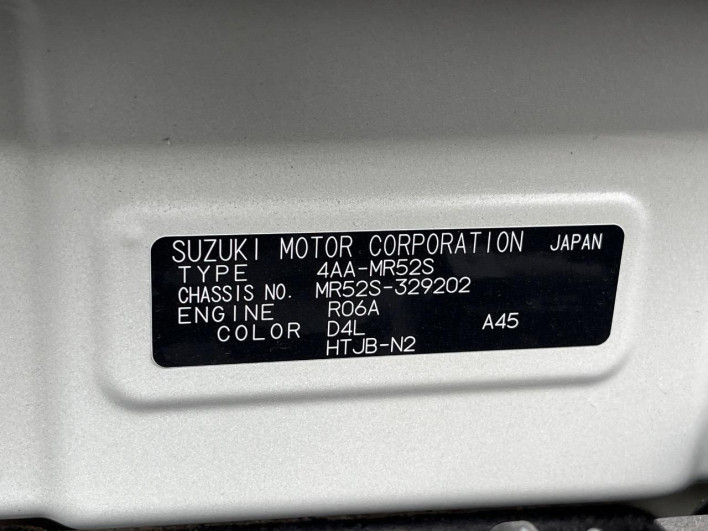 SUZUKI MOTOR CORPORATION JAPAN
TYPE 4AA-MR52S
CHASSIS NO. MR52S-329202
ENGINE R06A
COLOR D4L A45
HTJB-N2